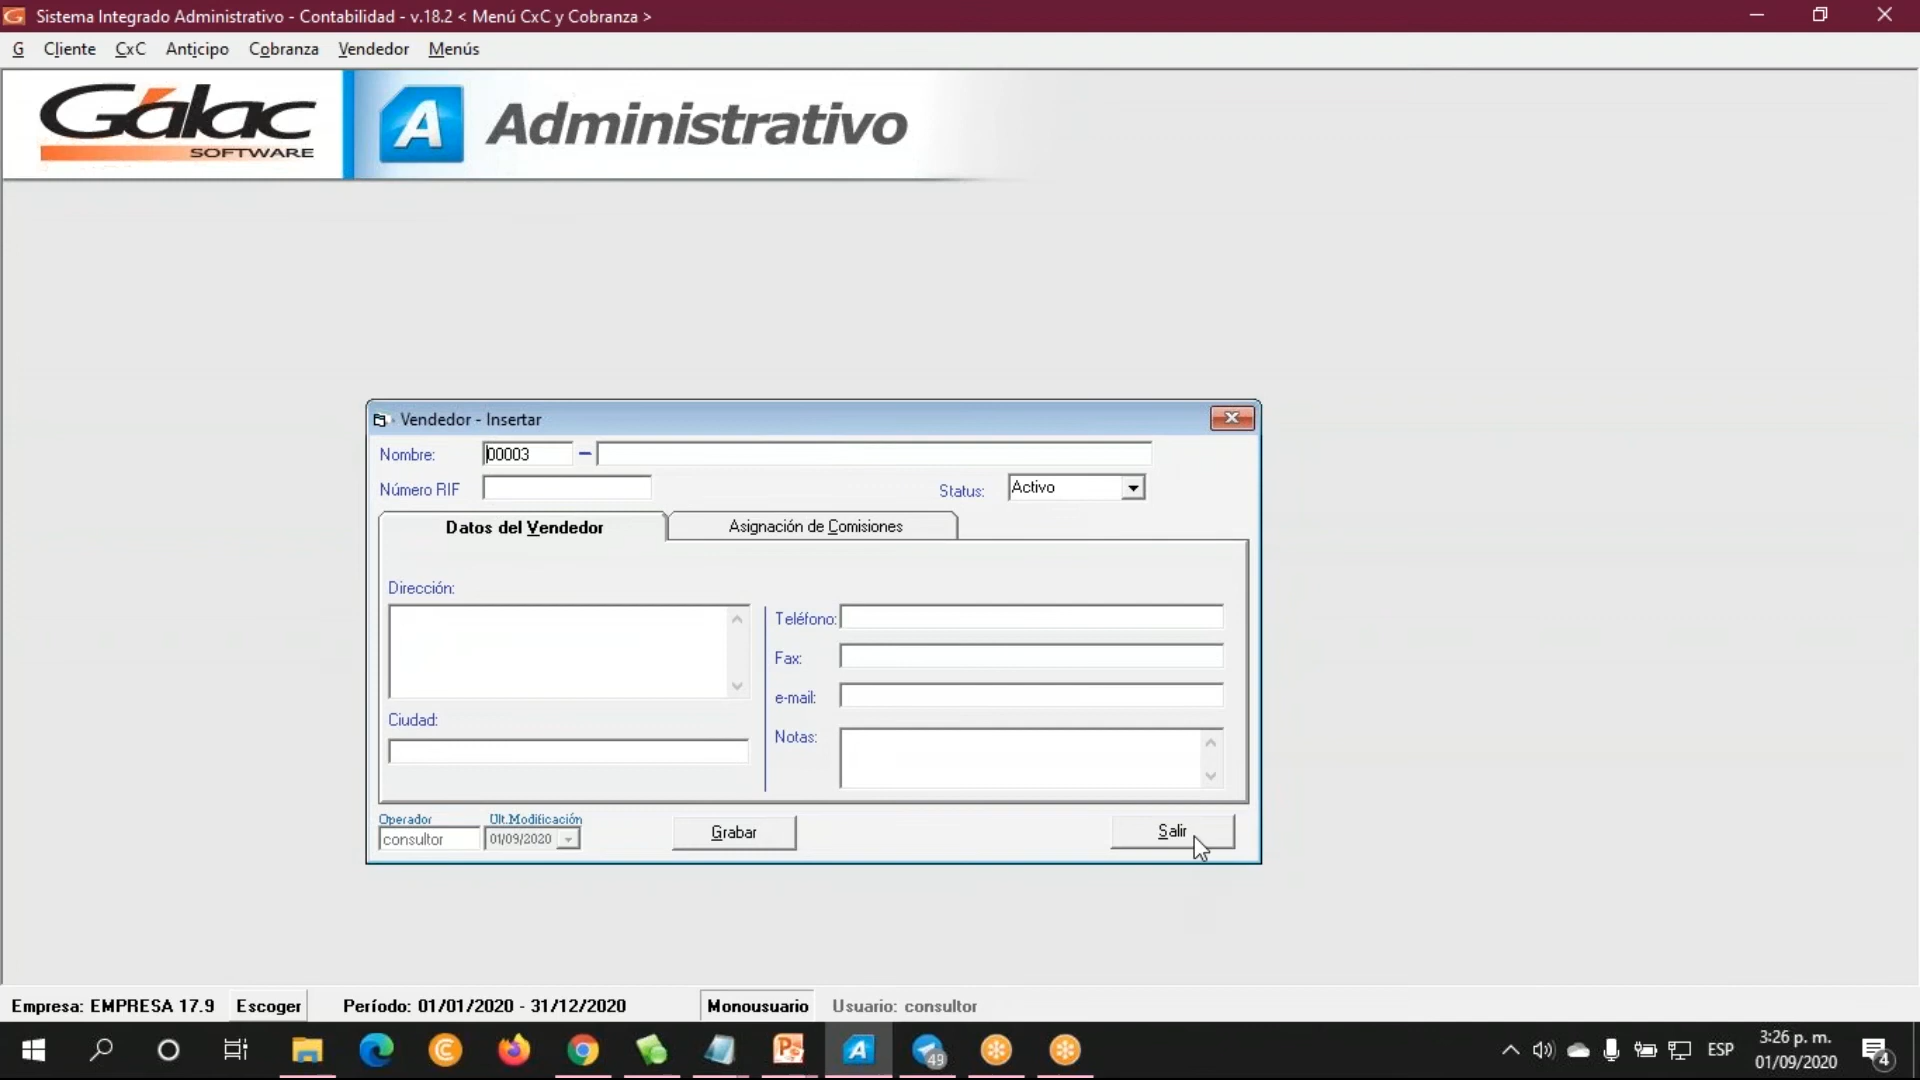 Sistema Integrado Administrativo - Contabilidad - v.18.2 < Menú CxC y Cobranza >
G Cliente CxC Anticipo Cobranza Vendedor Menús
Gálac
SOFTWARE
A Administrativo
Vendedor - Insertar
Nombre: 00003 –
Número RIF
Status: Activo
Datos del Vendedor
Asignación de Comisiones
Dirección:
Teléfono:
Fax:
e-mail:
Ciudad:
Notas:
Operador
Ult.Modificación
consultor
01/09/2020
Grabar
Salir
Empresa: EMPRESA 17.9 Escoger Período: 01/01/2020 - 31/12/2020 Monousuario Usuario: consultor
49
ESP
3:26 p. m.
01/09/2020
4